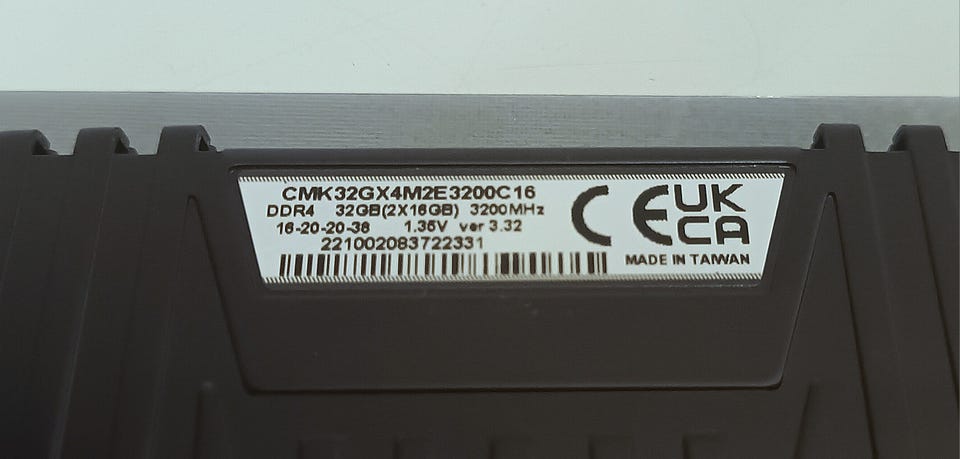 CMK32GX4M2E3200C16
DDR4 32GB(2X16GB) 3200MHz
16-20-20-38 1.35V ver 3.32
221002083722331
CE UK
CA
MADE IN TAIWAN